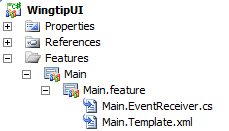 WingtipUI
Properties
References
Features
Main
Main.feature
Main.EventReceiver.cs
Main.Template.xml